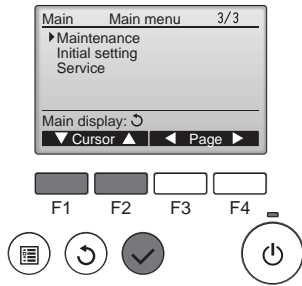 Main Main menu 3/3
Maintenance
Initial setting
Service
Main display:
Cursor Page
F1 F2 F3 F4